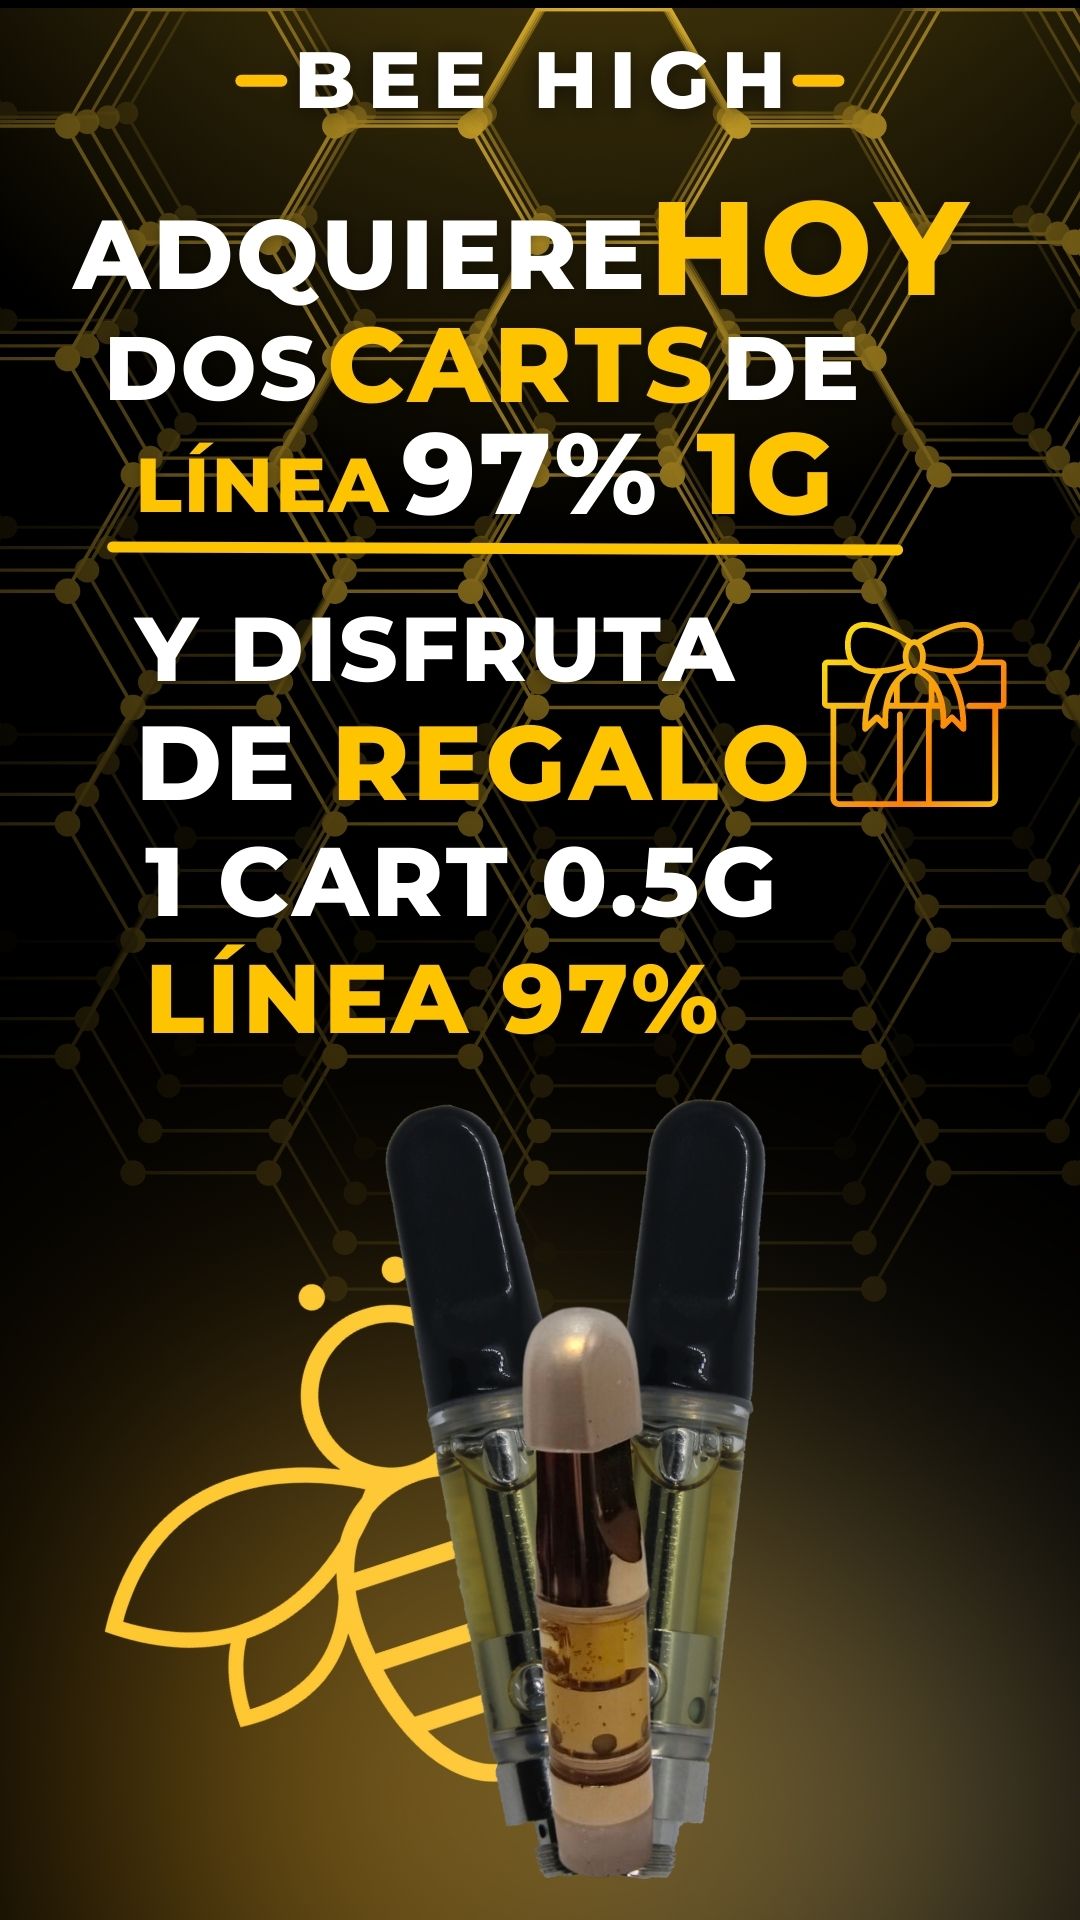 BEE HIGH
ADQUIERE HOY
DOS CARTS DE
LÍNEA 97% 1G
Y DISFRUTA
DE REGALO
1 CART 0.5G
LÍNEA 97%